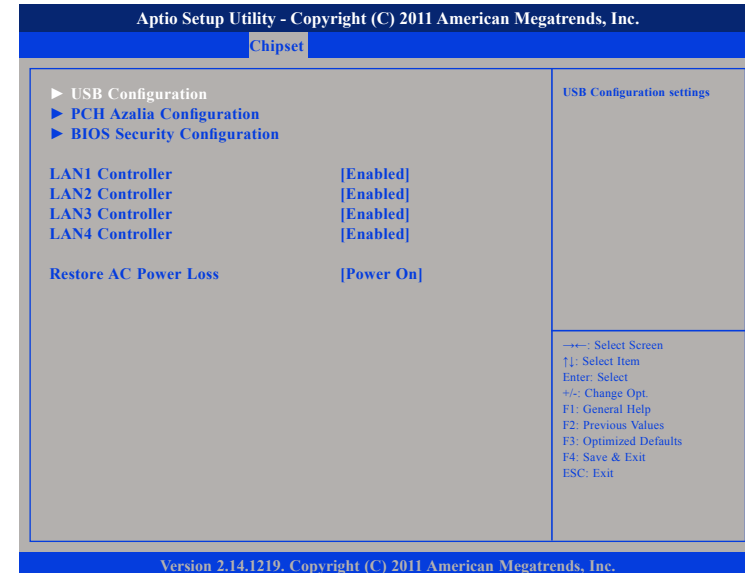 Aptio Setup Utility - Copyright (C) 2011 American Megatrends, Inc.
Chipset
► USB Configuration
► PCH Azalia Configuration
► BIOS Security Configuration
LAN1 Controller [Enabled]
LAN2 Controller [Enabled]
LAN3 Controller [Enabled]
LAN4 Controller [Enabled]
Restore AC Power Loss [Power On]
USB Configuration settings
→←: Select Screen
↑↓: Select Item
Enter: Select
+/-: Change Opt.
F1: General Help
F2: Previous Values
F3: Optimized Defaults
F4: Save & Exit
ESC: Exit
Version 2.14.1219. Copyright (C) 2011 American Megatrends, Inc.